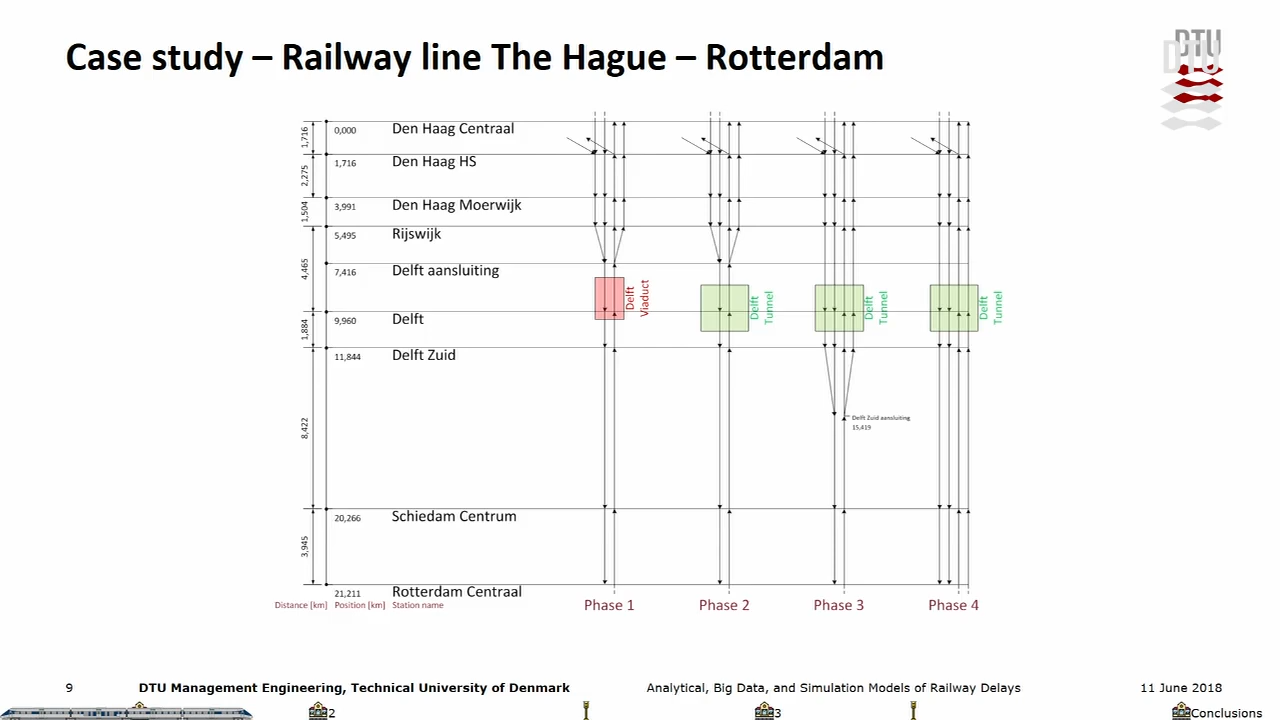 Case study – Railway line The Hague – Rotterdam
DTU
DTU
1,716
0,000
Den Haag Centraal
2,275
1,716
Den Haag HS
1,504
3,991
Den Haag Moerwijk
5,495
Rijswijk
4,465
7,416
Delft aansluiting
Delft Viaduct
Delft Tunnel
Delft Tunnel
Delft Tunnel
1,884
9,960
Delft
11,844
Delft Zuid
8,422
Delft Zuid aansluiting
15,419
20,266
Schiedam Centrum
3,945
21,211
Rotterdam Centraal
Distance [km] Position [km] Station name
Phase 1 Phase 2 Phase 3 Phase 4
9 DTU Management Engineering, Technical University of Denmark Analytical, Big Data, and Simulation Models of Railway Delays 11 June 2018
2 3 Conclusions